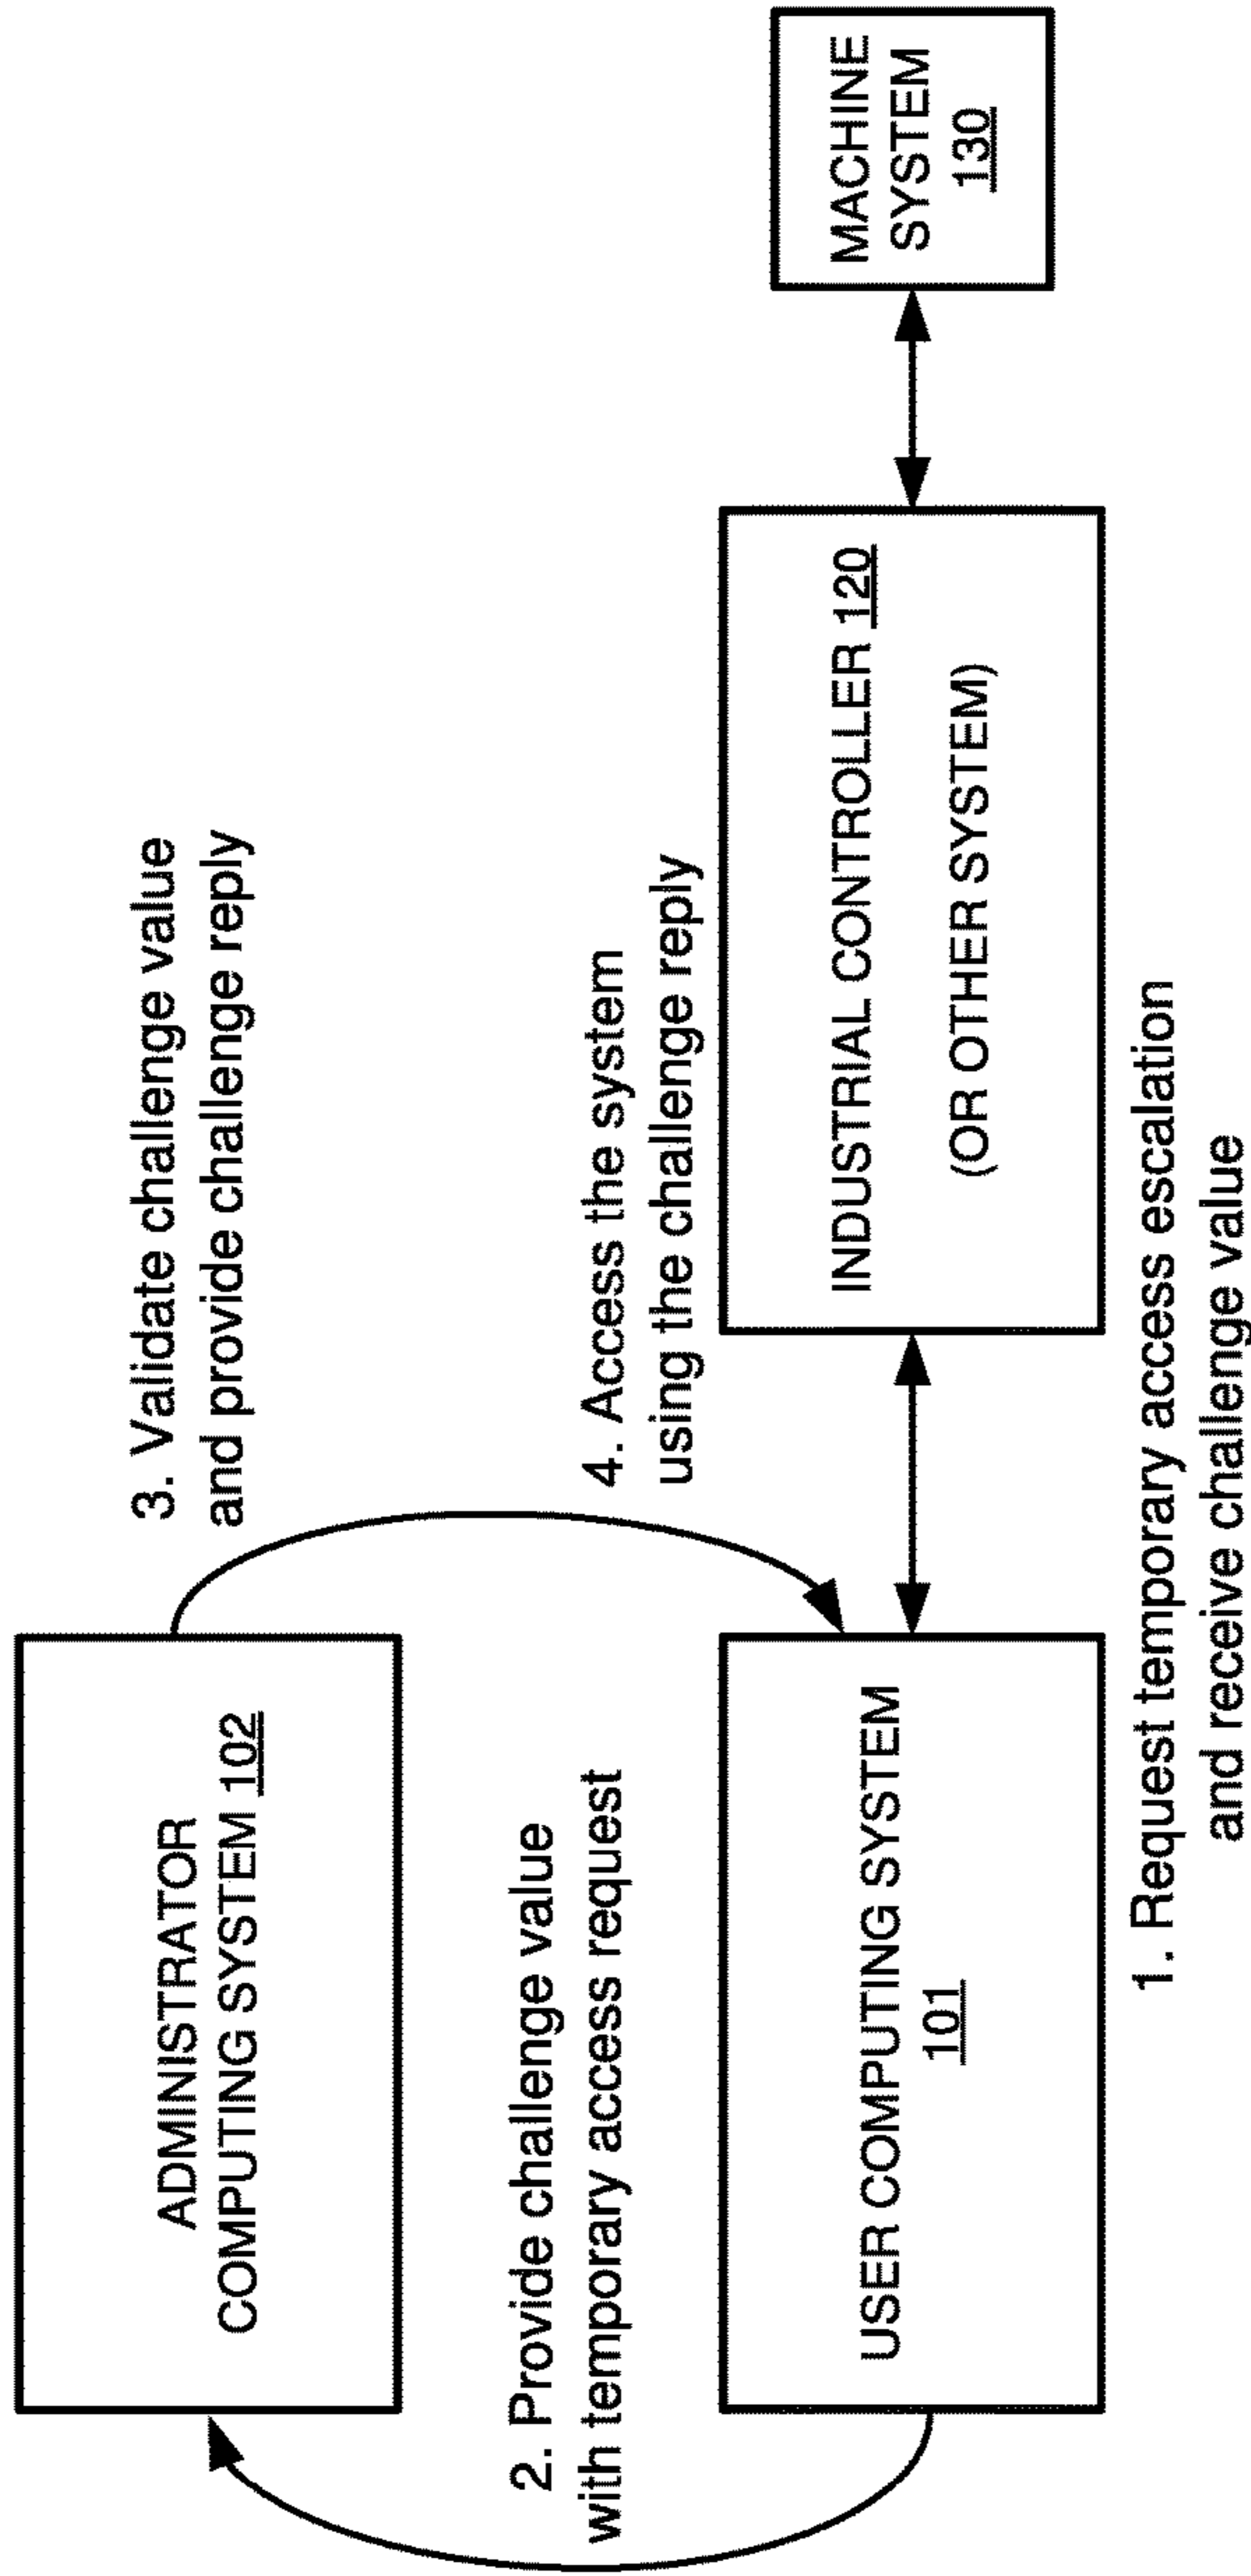 ADMINISTRATOR
COMPUTING SYSTEM 102
3. Validate challenge value
and provide challenge reply
2. Provide challenge value
with temporary access request
4. Access the system
using the challenge reply
USER COMPUTING SYSTEM
101
INDUSTRIAL CONTROLLER 120
(OR OTHER SYSTEM)
MACHINE
SYSTEM
130
1. Request temporary access escalation
and receive challenge value